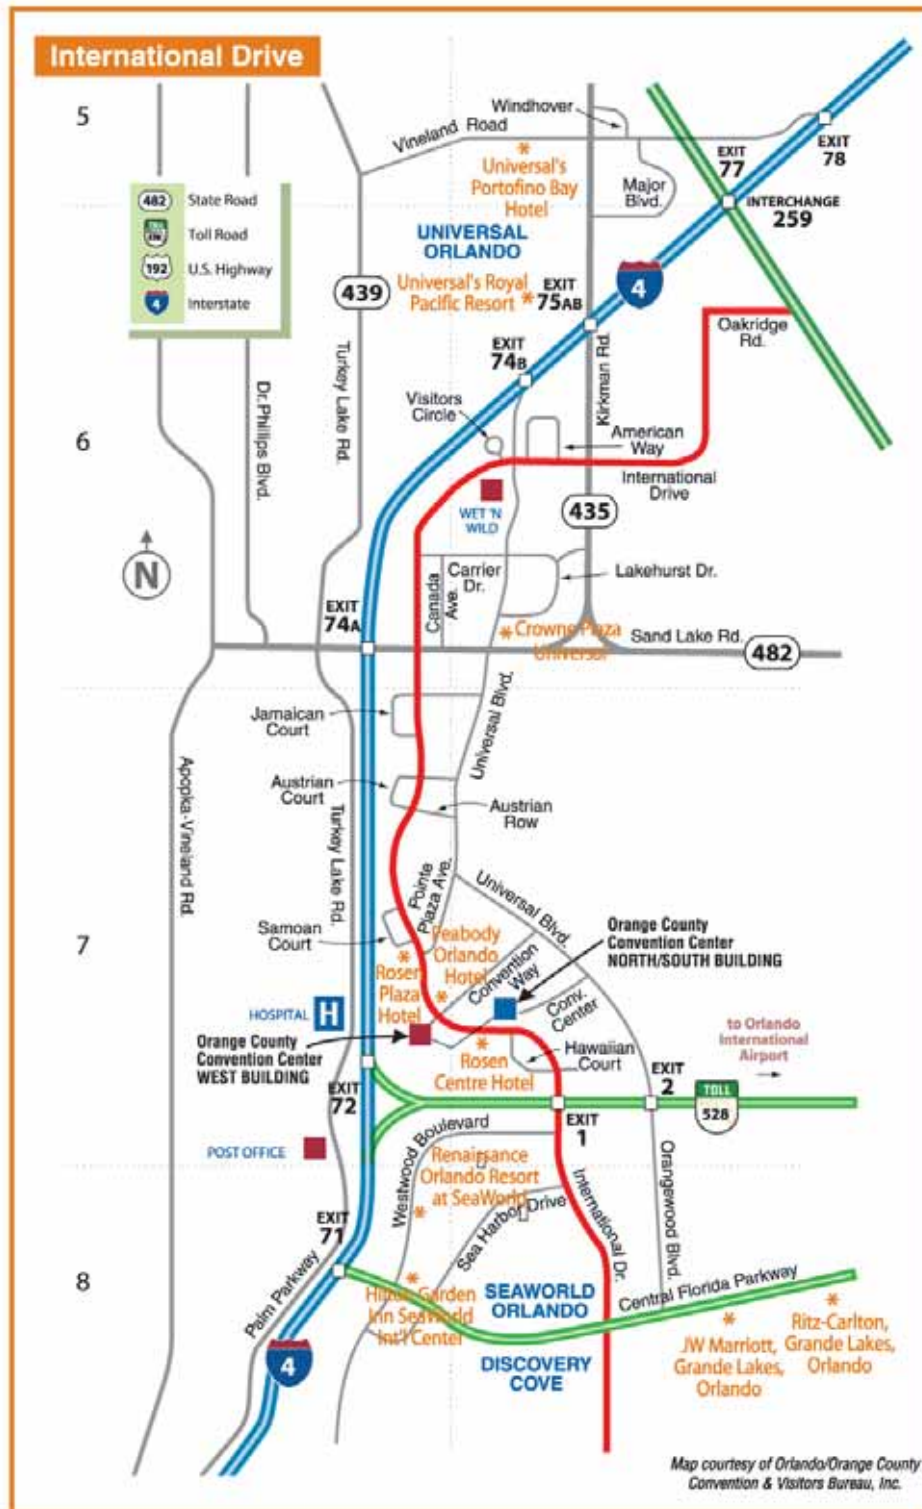 International Drive
5
Windhover
Vineland Road
EXIT
77
EXIT
78
Universal's
Portofino Bay
Hotel
Major
Blvd.
INTERCHANGE
259
482 State Road
TOLL
Toll Road
192 U.S. Highway
4 Interstate
UNIVERSAL
ORLANDO
439
Universal's Royal
Pacific Resort
EXIT
75AB
4
Oakridge
Rd.
EXIT
74B
Kirkman Rd.
Turkey Lake Rd.
Dr. Phillips Blvd.
Visitors
Circle
6
American
Way
International
Drive
WET 'N
WILD
435
N
Carrier
Dr.
Canada
Ave.
Lakehurst Dr.
EXIT
74A
Crowne Plaza
Universal
Sand Lake Rd.
482
Jamaican
Court
Universal Blvd.
Apopka-Vineland Rd.
Turkey Lake Rd.
Austrian
Court
Austrian
Row
Pointe
Plaza Ave.
Universal Blvd.
7
Samoan
Court
Peabody
Orlando
Hotel
Orange County
Convention Center
NORTH/SOUTH BUILDING
Rosen
Plaza
Hotel
Convention
Way
Conv.
Center
HOSPITAL
H
Orange County
Convention Center
WEST BUILDING
Rosen
Centre Hotel
Hawaiian
Court
to Orlando
International
Airport
EXIT
2
TOLL
528
EXIT
72
EXIT
1
POST OFFICE
Westwood Boulevard
Renaissance
Orlando Resort
at SeaWorld
Sea Harbor Drive
International Dr.
Orangewood Blvd.
EXIT
71
8
Palm Parkway
Hilton Garden
Inn SeaWorld
Int'l Center
SEAWORLD
ORLANDO
Central Florida Parkway
DISCOVERY
COVE
JW Marriott,
Grande Lakes,
Orlando
Ritz-Carlton,
Grande Lakes,
Orlando
4
Map courtesy of Orlando/Orange County
Convention & Visitors Bureau, Inc.